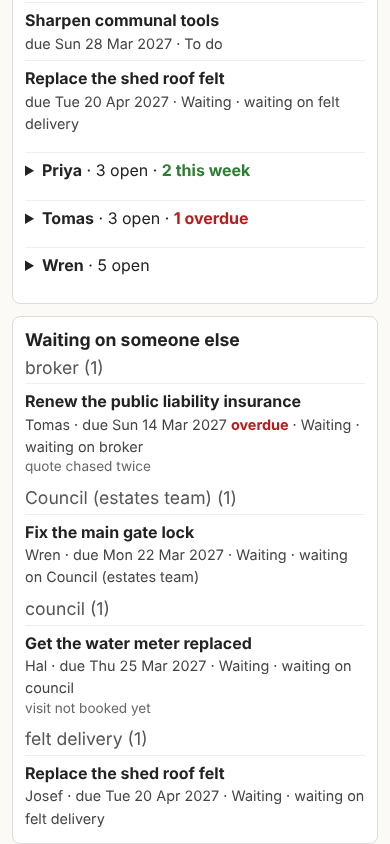 Sharpen communal tools
due Sun 28 Mar 2027 · To do
Replace the shed roof felt
due Tue 20 Apr 2027 · Waiting · waiting on felt
delivery
Priya · 3 open · 2 this week
Tomas · 3 open · 1 overdue
Wren · 5 open
Waiting on someone else
broker (1)
Renew the public liability insurance
Tomas · due Sun 14 Mar 2027 overdue · Waiting ·
waiting on broker
quote chased twice
Council (estates team) (1)
Fix the main gate lock
Wren · due Mon 22 Mar 2027 · Waiting · waiting
on Council (estates team)
council (1)
Get the water meter replaced
Hal · due Thu 25 Mar 2027 · Waiting · waiting on
council
visit not booked yet
felt delivery (1)
Replace the shed roof felt
Josef · due Tue 20 Apr 2027 · Waiting · waiting on
felt delivery